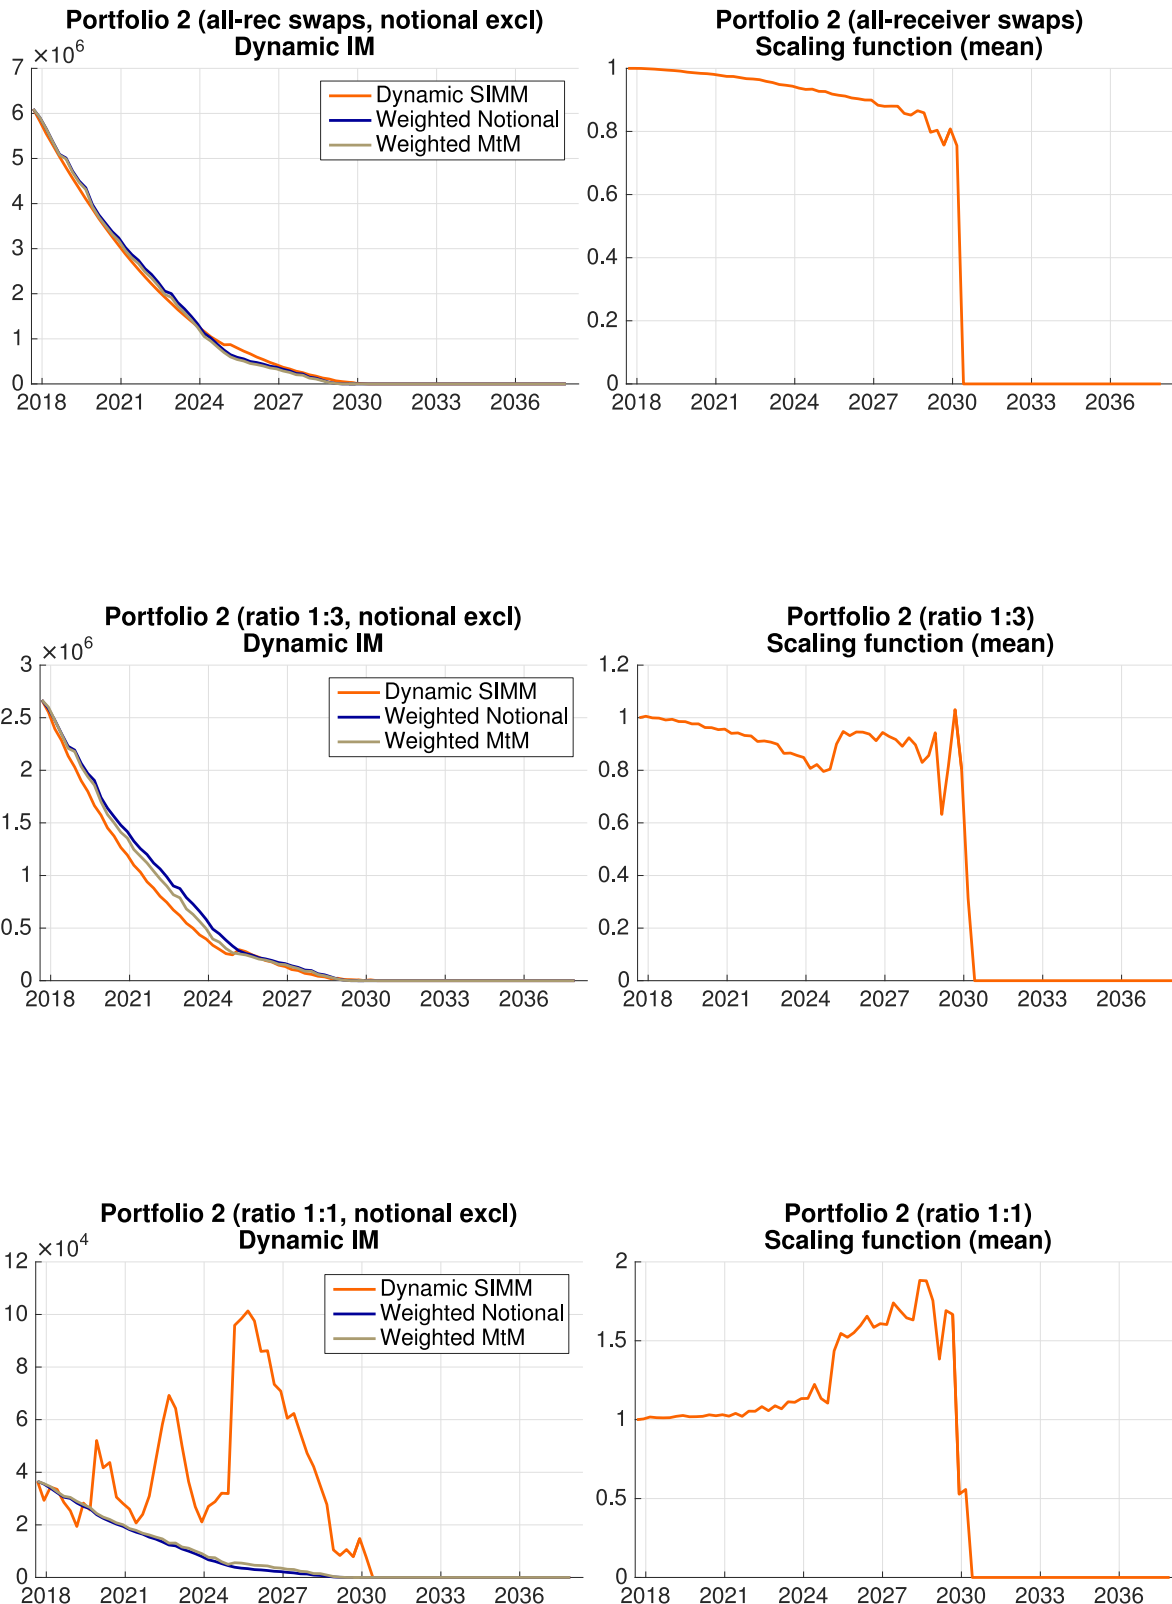 Portfolio 2 (all-rec swaps, notional excl)
Dynamic IM
×10^6
7
6
5
4
3
2
1
0
2018 2021 2024 2027 2030 2033 2036
Dynamic SIMM
Weighted Notional
Weighted MtM
Portfolio 2 (all-receiver swaps)
Scaling function (mean)
1
0.8
0.6
0.4
0.2
0
2018 2021 2024 2027 2030 2033 2036
Portfolio 2 (ratio 1:3, notional excl)
Dynamic IM
×10^6
3
2.5
2
1.5
1
0.5
0
2018 2021 2024 2027 2030 2033 2036
Dynamic SIMM
Weighted Notional
Weighted MtM
Portfolio 2 (ratio 1:3)
Scaling function (mean)
1.2
1
0.8
0.6
0.4
0.2
0
2018 2021 2024 2027 2030 2033 2036
Portfolio 2 (ratio 1:1, notional excl)
Dynamic IM
×10^4
12
10
8
6
4
2
0
2018 2021 2024 2027 2030 2033 2036
Dynamic SIMM
Weighted Notional
Weighted MtM
Portfolio 2 (ratio 1:1)
Scaling function (mean)
2
1.5
1
0.5
0
2018 2021 2024 2027 2030 2033 2036